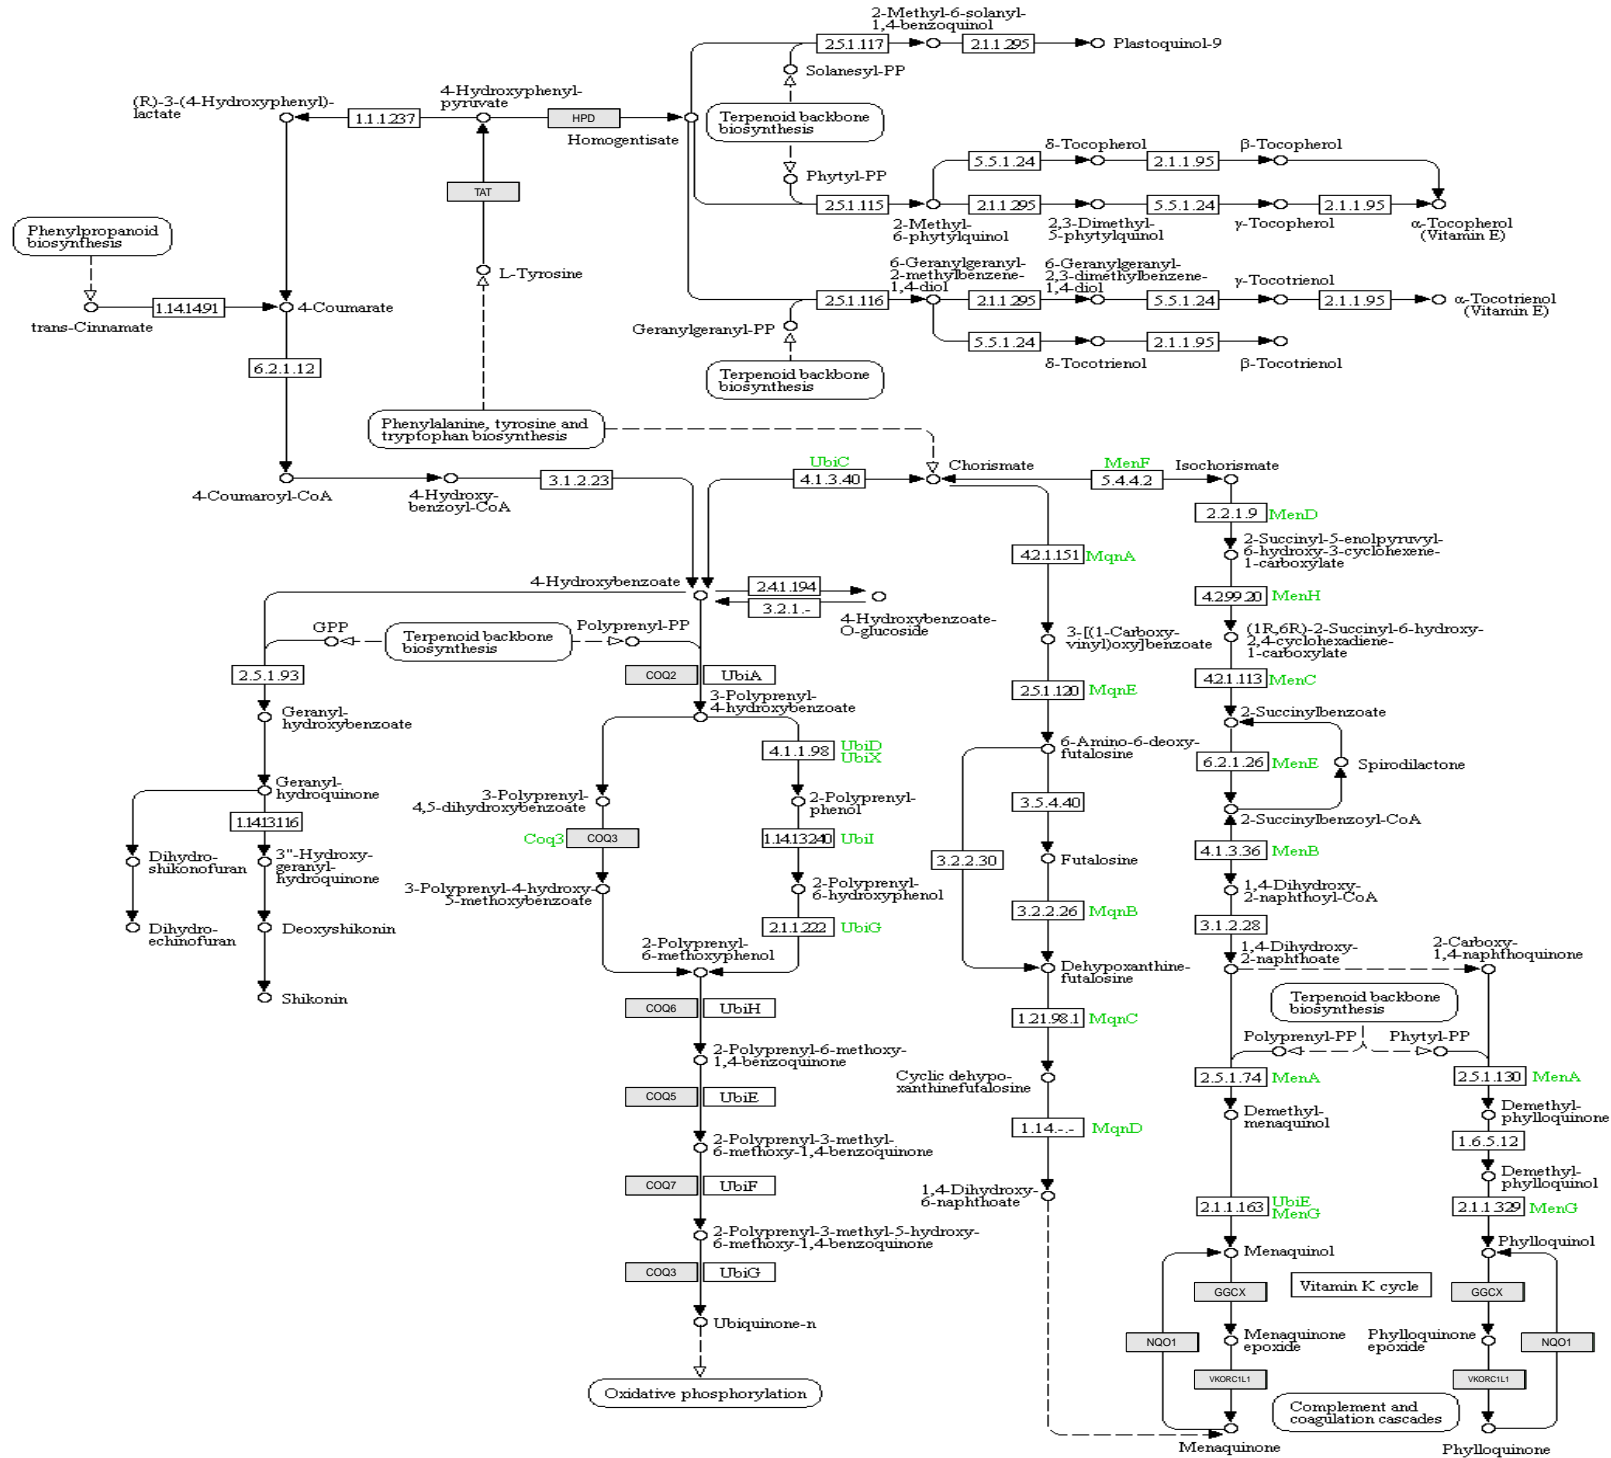 2-Methyl-6-solanyl-
1,4-benzoquinol
2.5.1.117
2.1.1.295
Plastoquinol-9
Solanesyl-PP
(R)-3-(4-Hydroxyphenyl)-
lactate
1.1.1.237
4-Hydroxyphenyl-
pyruvate
HPD
Homogentisate
Terpenoid backbone
biosynthesis
δ-Tocopherol
β-Tocopherol
5.5.1.24
2.1.1.95
Phytyl-PP
TAT
2.5.1.115
2.1.1.295
5.5.1.24
2.1.1.95
2-Methyl-
6-phytylquinol
2,3-Dimethyl-
5-phytylquinol
γ-Tocopherol
α-Tocopherol
(Vitamin E)
Phenylpropanoid
biosynthesis
L-Tyrosine
6-Geranylgeranyl-
2-methylbenzene-
1,4-diol
6-Geranylgeranyl-
2,3-dimethylbenzene-
1,4-diol
γ-Tocotrienol
1.14.14.91
4-Coumarate
trans-Cinnamate
2.5.1.116
2.1.1.295
5.5.1.24
2.1.1.95
α-Tocotrienol
(Vitamin E)
Geranylgeranyl-PP
5.5.1.24
2.1.1.95
δ-Tocotrienol
β-Tocotrienol
6.2.1.12
Terpenoid backbone
biosynthesis
Phenylalanine, tyrosine and
tryptophan biosynthesis
UbiC
4.1.3.40
Chorismate
MenF
5.4.4.2
Isochorismate
4-Coumaroyl-CoA
4-Hydroxy-
benzoyl-CoA
3.1.2.23
2.2.1.9
MenD
4.2.1.151
MqnA
2-Succinyl-5-enolpyruvyl-
6-hydroxy-3-cyclohexene-
1-carboxylate
4-Hydroxybenzoate
2.4.1.194
3.2.1.-
4-Hydroxybenzoate-
O-glucoside
4.2.99.20
MenH
GPP
Terpenoid backbone
biosynthesis
Polyprenyl-PP
3-[(1-Carboxy-
vinyl)oxy]benzoate
(1R,6R)-2-Succinyl-6-hydroxy-
2,4-cyclohexadiene-
1-carboxylate
2.5.1.93
COQ2
UbiA
2.5.1.120
MqnE
4.2.1.113
MenC
Geranyl-
hydroxybenzoate
3-Polyprenyl-
4-hydroxybenzoate
2-Succinylbenzoate
4.1.1.98
UbiD
UbiX
6-Amino-6-deoxy-
futalosine
6.2.1.26
MenE
Spirodilactone
Geranyl-
hydroquinone
3-Polyprenyl-
4,5-dihydroxybenzoate
2-Polyprenyl-
phenol
3.5.4.40
2-Succinylbenzoyl-CoA
1.14.13.116
Coq3
COQ3
1.14.13.240
UbiI
4.1.3.36
MenB
Dihydro-
shikonofuran
3"-Hydroxy-
geranyl-
hydroquinone
3.2.2.30
Futalosine
3-Polyprenyl-4-hydroxy-
5-methoxybenzoate
2-Polyprenyl-
6-hydroxyphenol
1,4-Dihydroxy-
2-naphthoyl-CoA
3.2.2.26
MqnB
Dihydro-
echinofuran
Deoxyshikonin
2.1.1.222
UbiG
3.1.2.28
2-Polyprenyl-
6-methoxyphenol
1,4-Dihydroxy-
2-naphthoate
2-Carboxy-
1,4-naphthoquinone
Dehypoxanthine-
futalosine
Shikonin
COQ6
UbiH
1.21.98.1
MqnC
Terpenoid backbone
biosynthesis
Polyprenyl-PP
Phytyl-PP
2-Polyprenyl-6-methoxy-
1,4-benzoquinone
Cyclic dehypo-
xanthinefutalosine
2.5.1.74
MenA
2.5.1.130
MenA
COQ5
UbiE
Demethyl-
menaquinol
Demethyl-
phylloquinone
1.14.-.-
MqnD
1.6.5.12
2-Polyprenyl-3-methyl-
6-methoxy-1,4-benzoquinone
Demethyl-
phylloquinol
COQ7
UbiF
1,4-Dihydroxy-
6-naphthoate
2.1.1.163
UbiE
MenG
2.1.1.329
MenG
2-Polyprenyl-3-methyl-5-hydroxy-
6-methoxy-1,4-benzoquinone
Menaquinol
Phylloquinol
COQ3
UbiG
GGCX
Vitamin K cycle
GGCX
Ubiquinone-n
NQO1
Menaquinone
epoxide
Phylloquinone
epoxide
NQO1
VKORC1L1
VKORC1L1
Oxidative phosphorylation
Complement and
coagulation cascades
Menaquinone
Phylloquinone